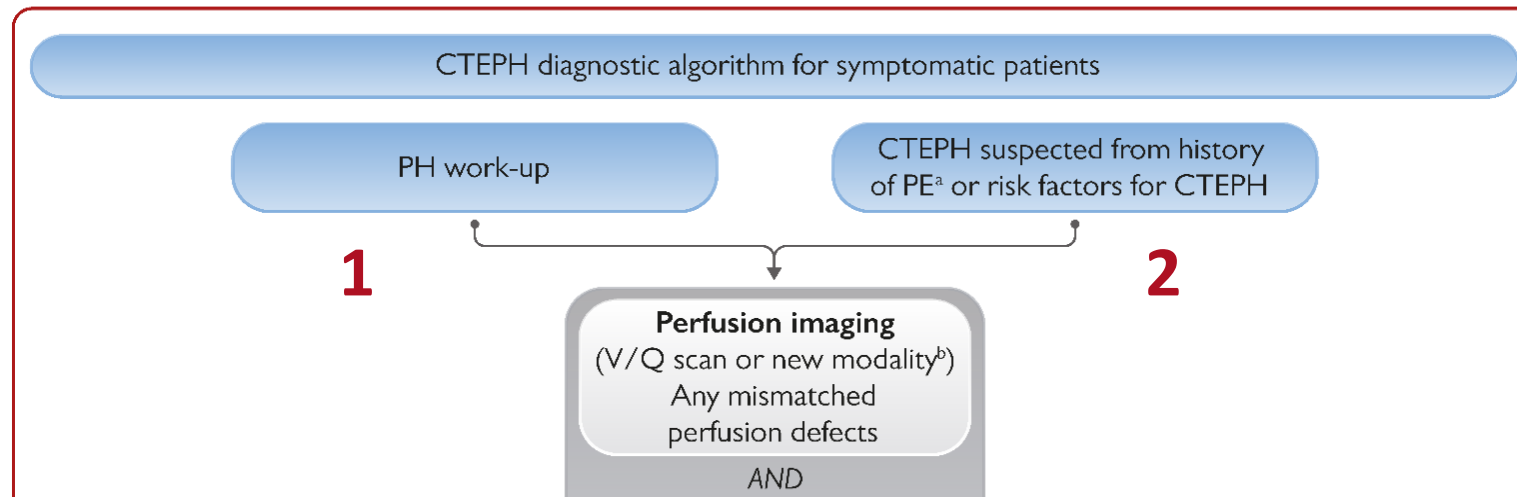 CTEPH diagnostic algorithm for symptomatic patients
PH work-up
CTEPH suspected from history
of PEᵃ or risk factors for CTEPH
1
2
Perfusion imaging
(V/Q scan or new modalityᵇ)
Any mismatched
perfusion defects
AND